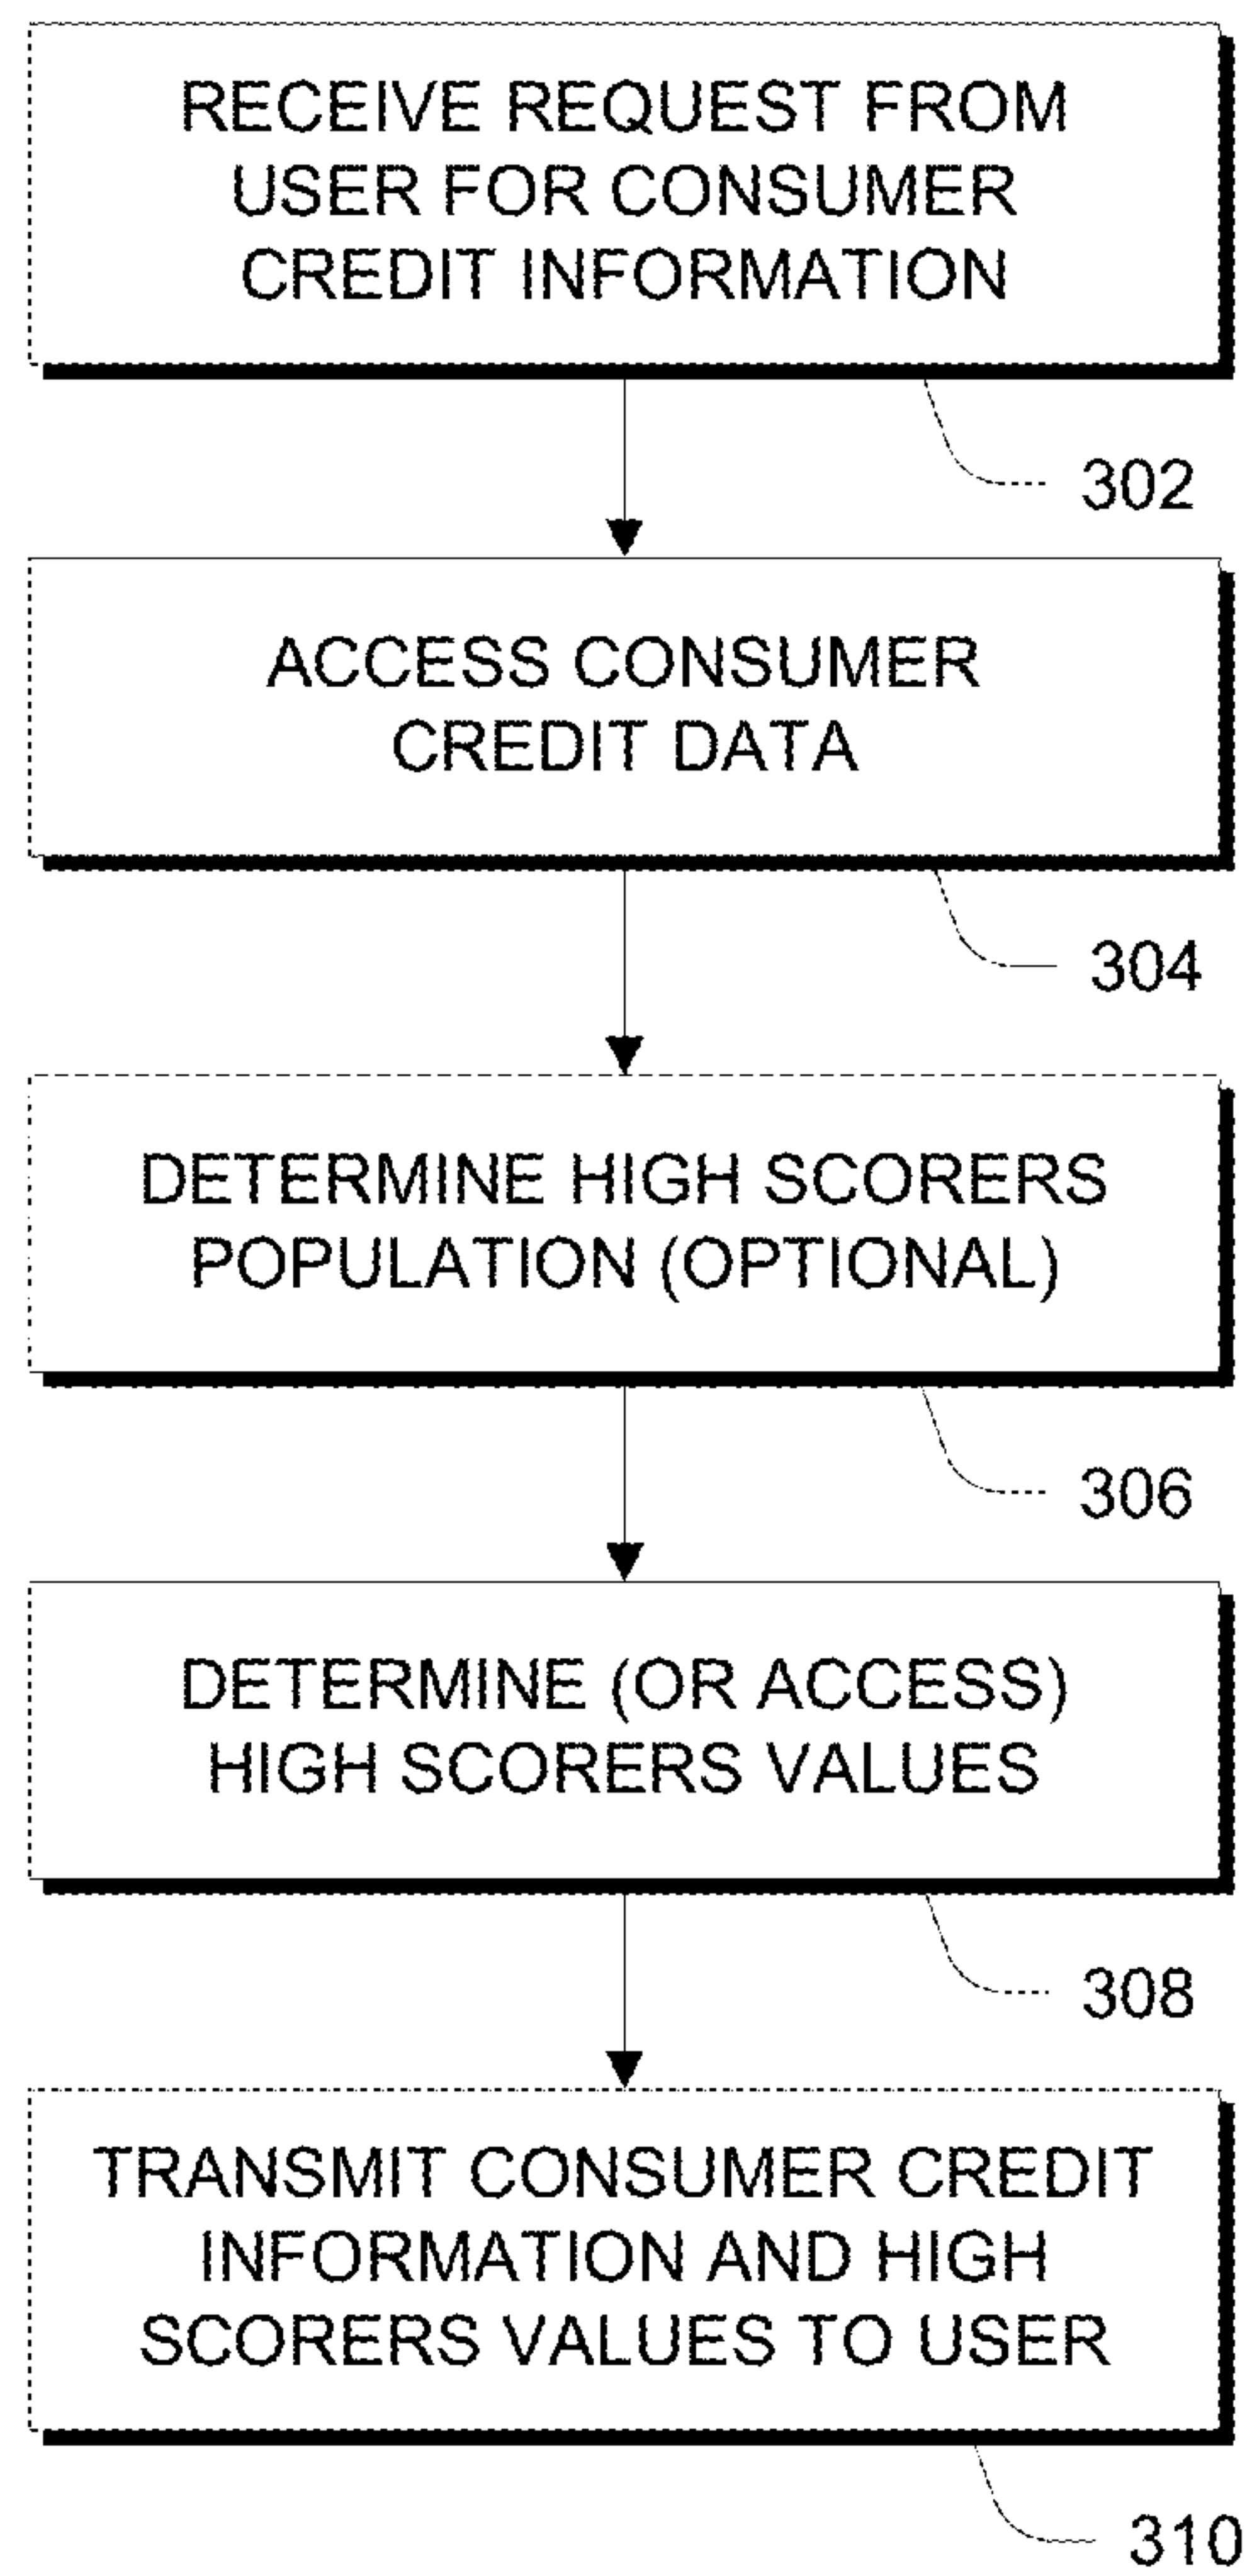 RECEIVE REQUEST FROM
USER FOR CONSUMER
CREDIT INFORMATION
302
ACCESS CONSUMER
CREDIT DATA
304
DETERMINE HIGH SCORERS
POPULATION (OPTIONAL)
306
DETERMINE (OR ACCESS)
HIGH SCORERS VALUES
308
TRANSMIT CONSUMER CREDIT
INFORMATION AND HIGH
SCORERS VALUES TO USER
310